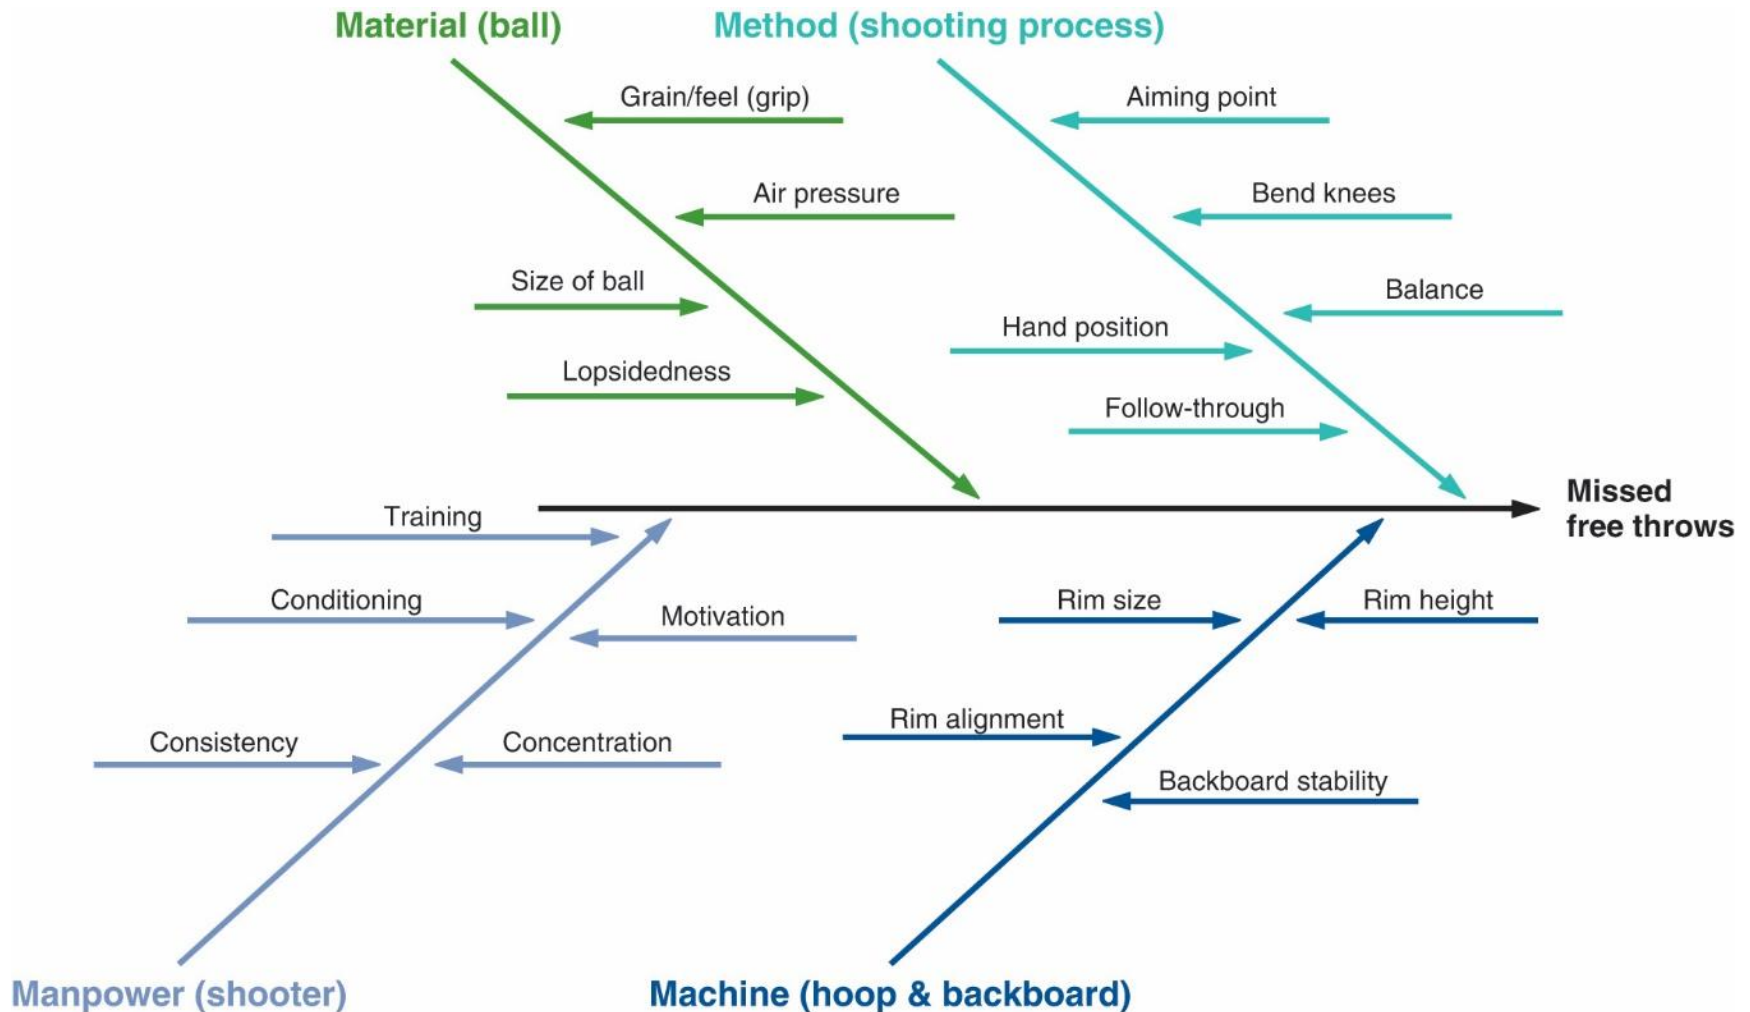 Material (ball)
Method (shooting process)
Grain/feel (grip)
Aiming point
Air pressure
Bend knees
Size of ball
Balance
Hand position
Lopsidedness
Follow-through
Missed
free throws
Training
Conditioning
Motivation
Rim size
Rim height
Rim alignment
Consistency
Concentration
Backboard stability
Manpower (shooter)
Machine (hoop & backboard)